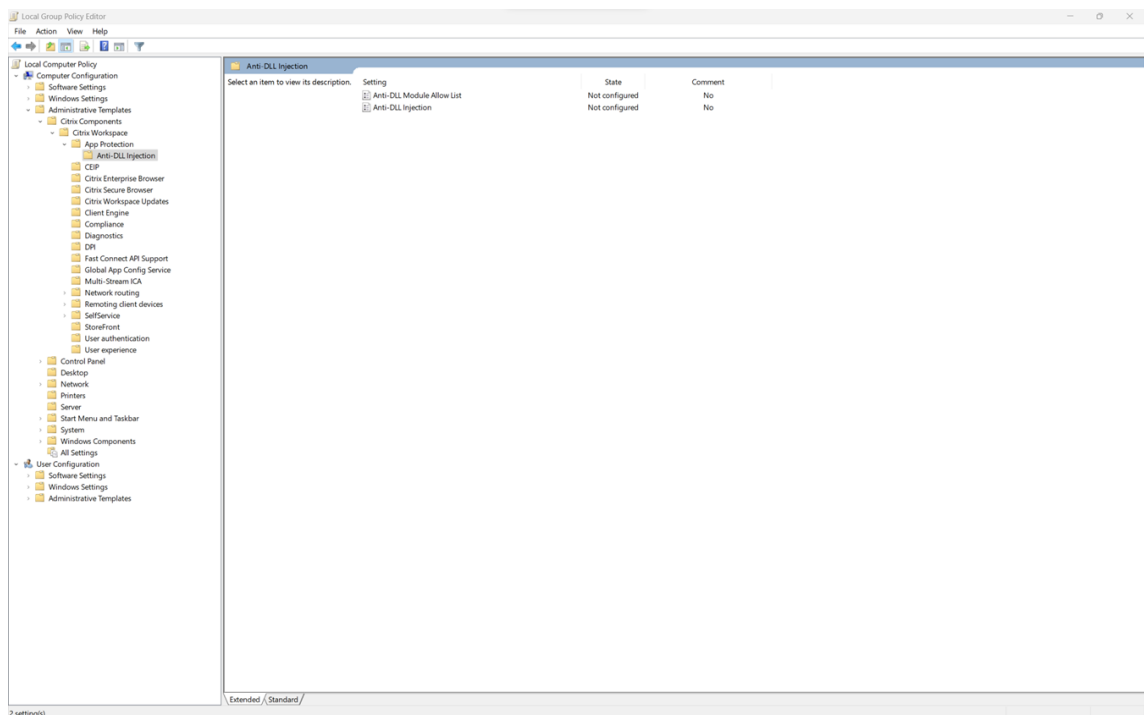 Local Group Policy Editor
File Action View Help
Local Computer Policy
Computer Configuration
Software Settings
Windows Settings
Administrative Templates
Citrix Components
Citrix Workspace
App Protection
Anti-DLL Injection
CEIP
Citrix Enterprise Browser
Citrix Secure Browser
Citrix Workspace Updates
Client Engine
Compliance
Diagnostics
DPI
Fast Connect API Support
Global App Config Service
Multi-Stream ICA
Network routing
Remoting client devices
SelfService
StoreFront
User authentication
User experience
Control Panel
Desktop
Network
Printers
Server
Start Menu and Taskbar
System
Windows Components
All Settings
User Configuration
Software Settings
Windows Settings
Administrative Templates
Anti-DLL Injection
Select an item to view its description.
Setting State Comment
Anti-DLL Module Allow List Not configured No
Anti-DLL Injection Not configured No
Extended Standard
2 setting(s)